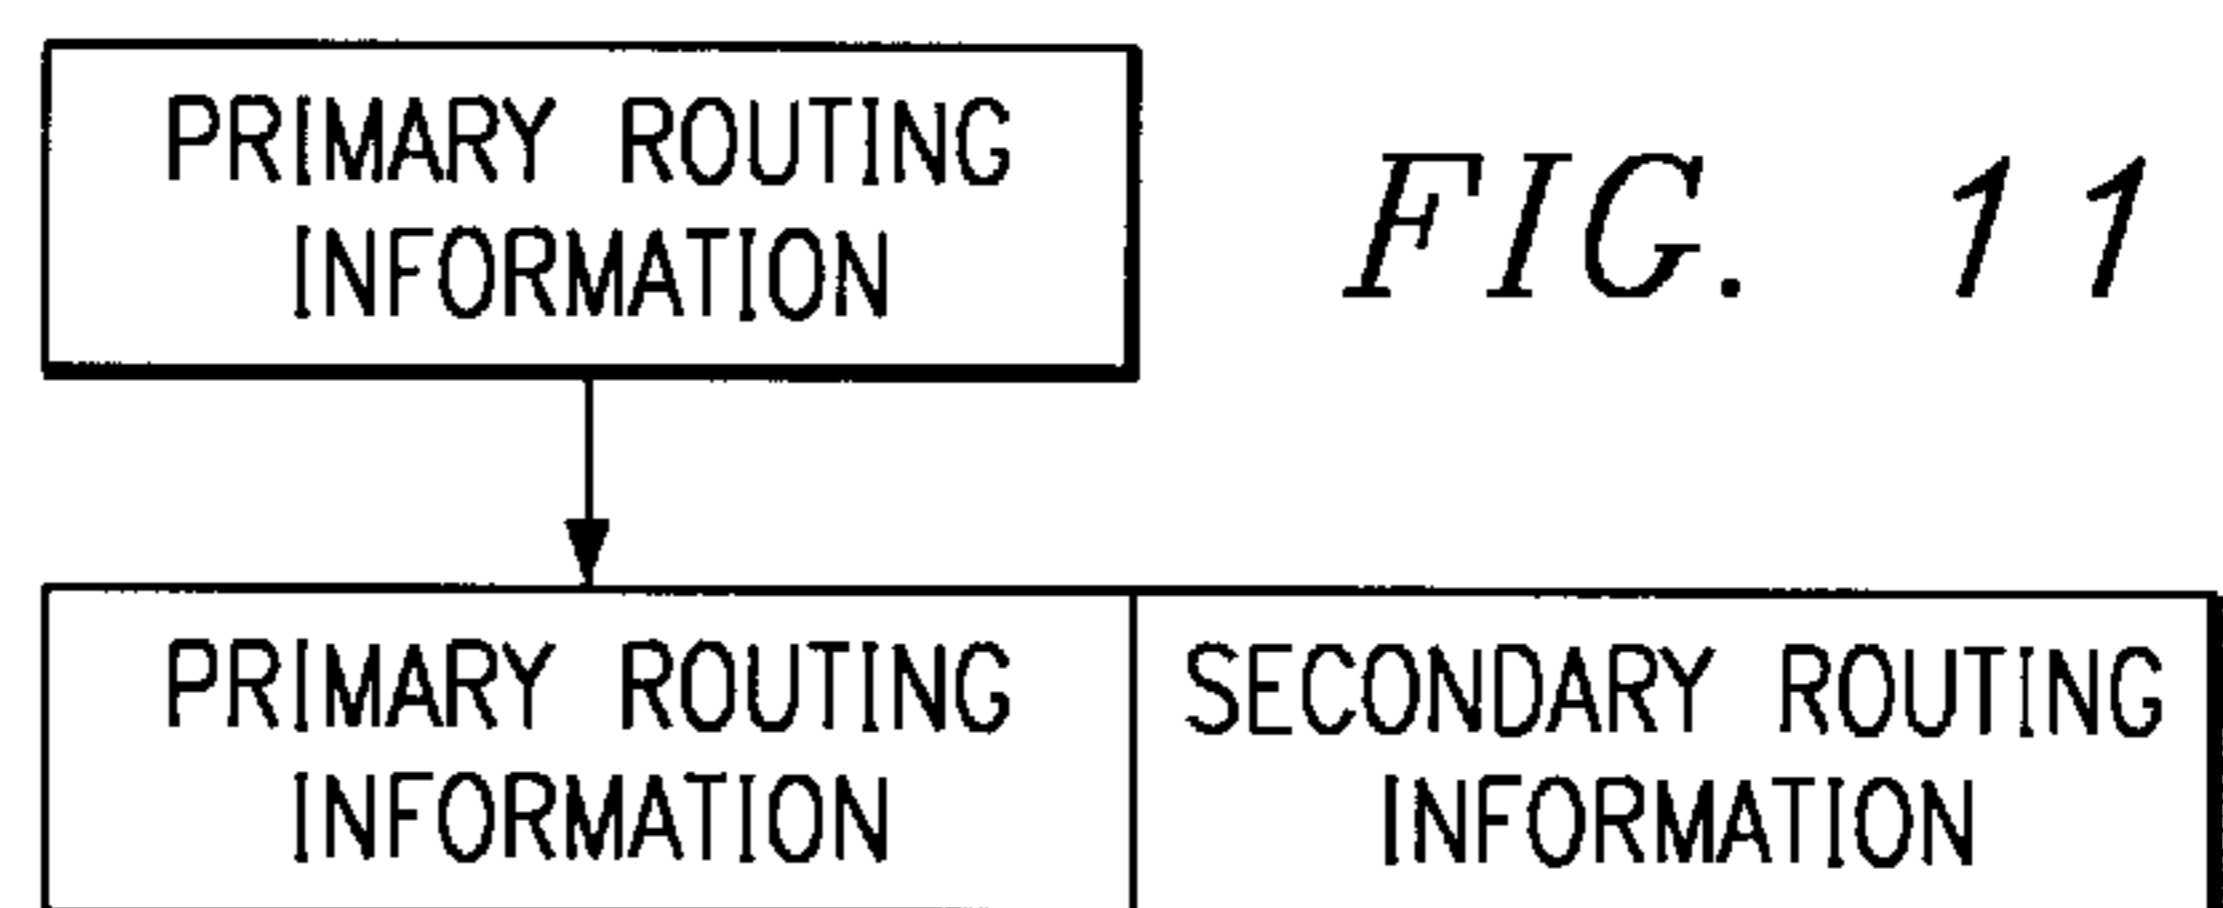 PRIMARY ROUTING
INFORMATION
FIG. 11
PRIMARY ROUTING
INFORMATION
SECONDARY ROUTING
INFORMATION